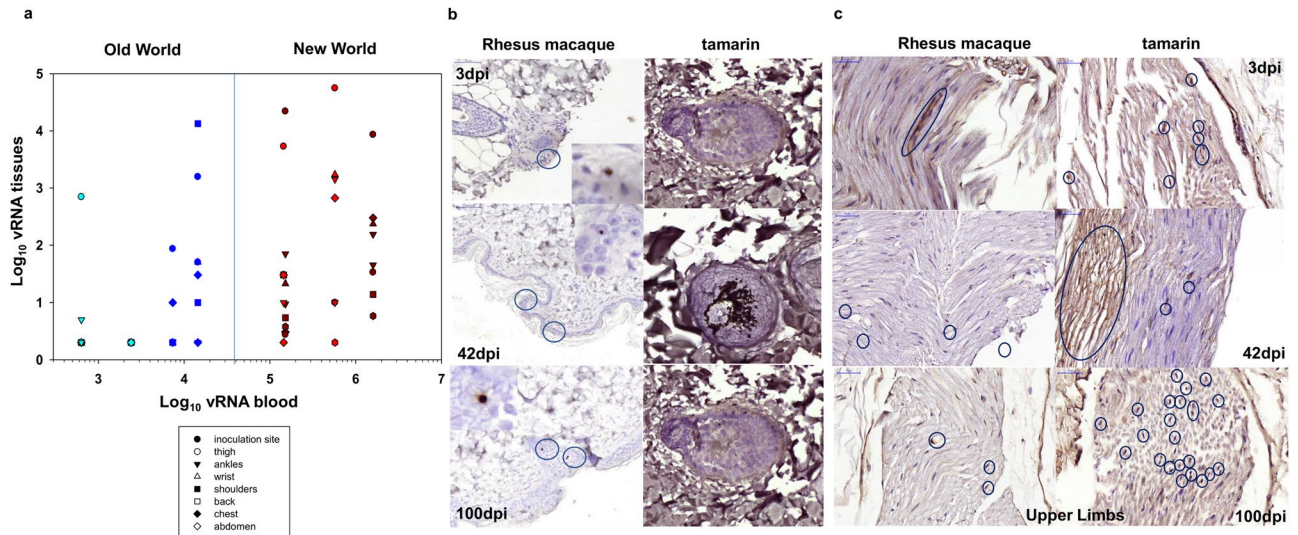 a
Old World
New World
Log10 vRNA tissues
5
4
3
2
1
0
3
4
5
6
7
Log10 vRNA blood
inoculation site
thigh
ankles
wrist
shoulders
back
chest
abdomen
b
Rhesus macaque
tamarin
3dpi
42dpi
100dpi
c
Rhesus macaque
tamarin
3dpi
42dpi
Upper Limbs
100dpi